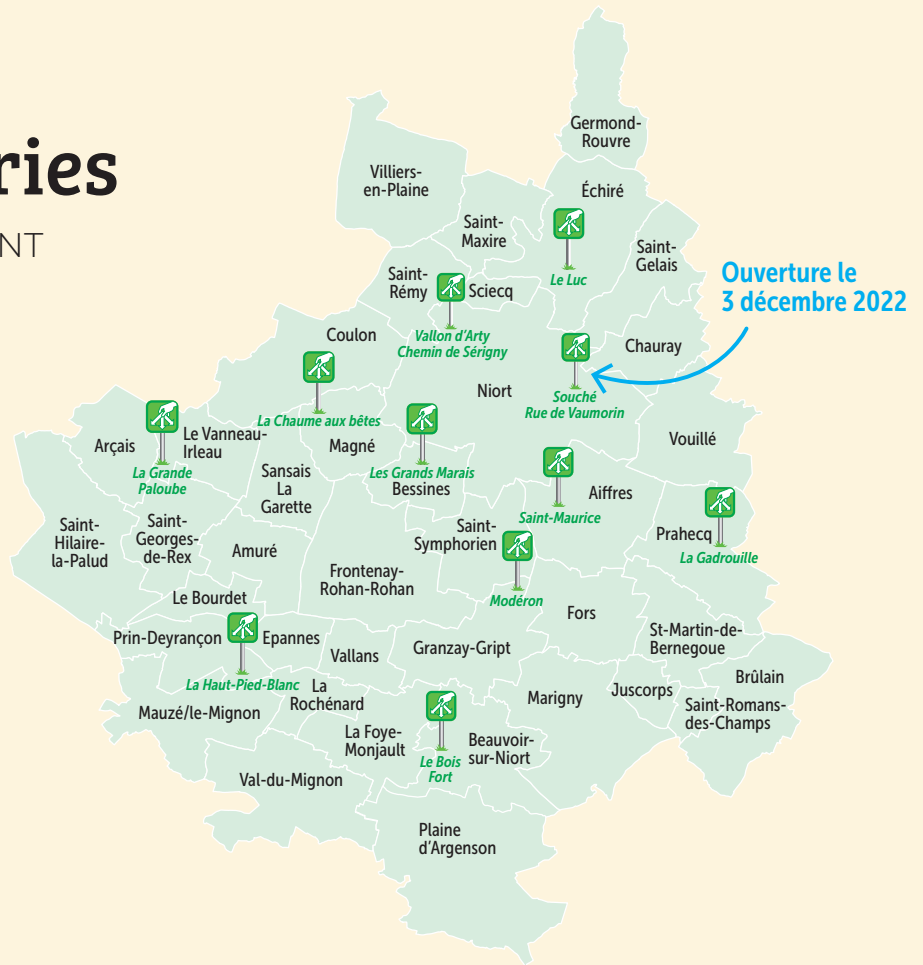 ries
NT
Germond-
Rouvre
Villiers-
en-Plaine
Échiré
Saint-
Maxire
Saint-
Gelais
Le Luc
Ouverture le
3 décembre 2022
Saint-
Rémy
Sciecq
Vallon d'Arty
Chemin de Sérigny
Coulon
Chauray
Niort
Souché
Rue de Vaumorin
La Chaume aux bêtes
Arçais
Le Vanneau-
Irleau
Magné
Vouillé
La Grande
Paloube
Sansais
La
Garette
Les Grands Marais
Bessines
Aiffres
Saint-Maurice
Saint-
Hilaire-
la-Palud
Saint-
Georges-
de-Rex
Amuré
Saint-
Symphorien
Prahecq
La Gadrouille
Frontenay-
Rohan-Rohan
Modéron
Le Bourdet
Fors
Prin-Deyrançon
Epannes
Vallans
Granzay-Gript
St-Martin-de-
Bernegoue
La Haut-Pied-Blanc
La
Rochénard
Marigny
Juscorps
Brûlain
Mauzé/le-Mignon
Saint-Romans-
des-Champs
La Foye-
Monjault
Beauvoir-
sur-Niort
Le Bois
Fort
Val-du-Mignon
Plaine
d'Argenson